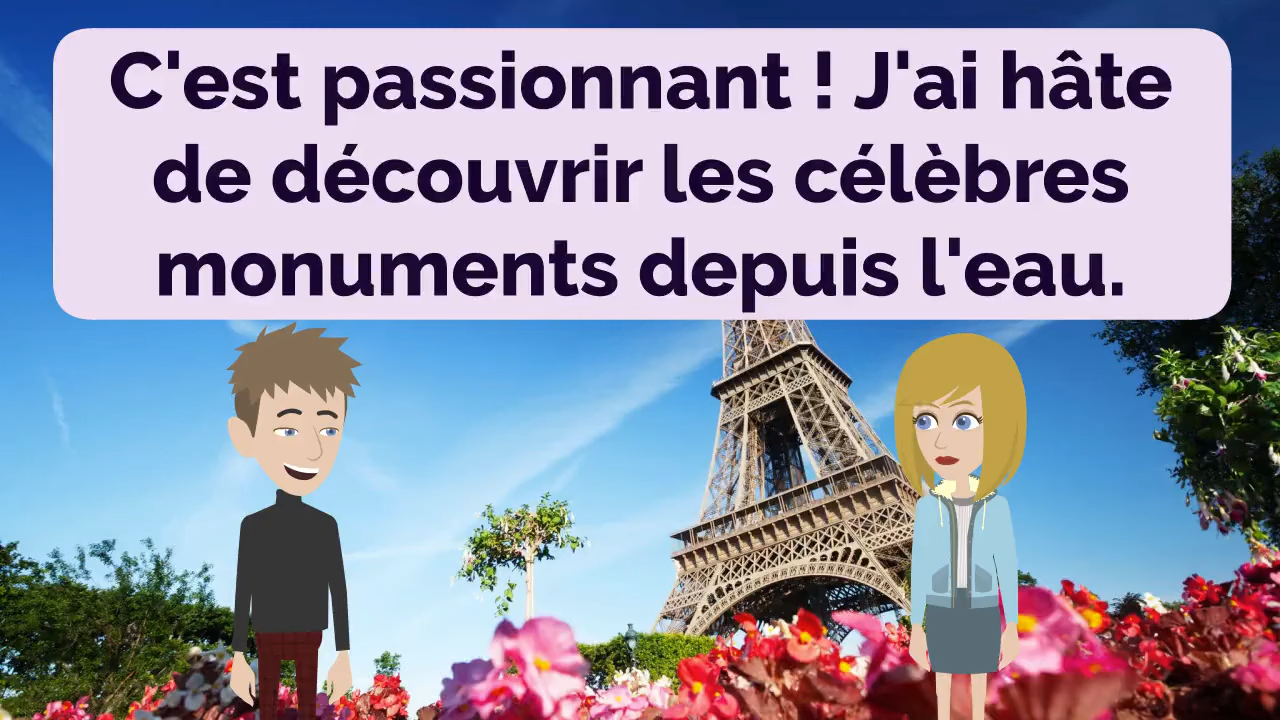 C'est passionnant ! J'ai hâte
de découvrir les célèbres
monuments depuis l'eau.